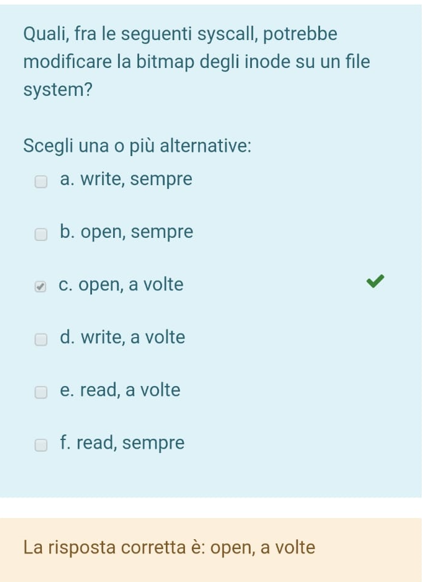 Quali, fra le seguenti syscall, potrebbe
modificare la bitmap degli inode su un file
system?
Scegli una o più alternative:
a. write, sempre
b. open, sempre
c. open, a volte
d. write, a volte
e. read, a volte
f. read, sempre
La risposta corretta è: open, a volte